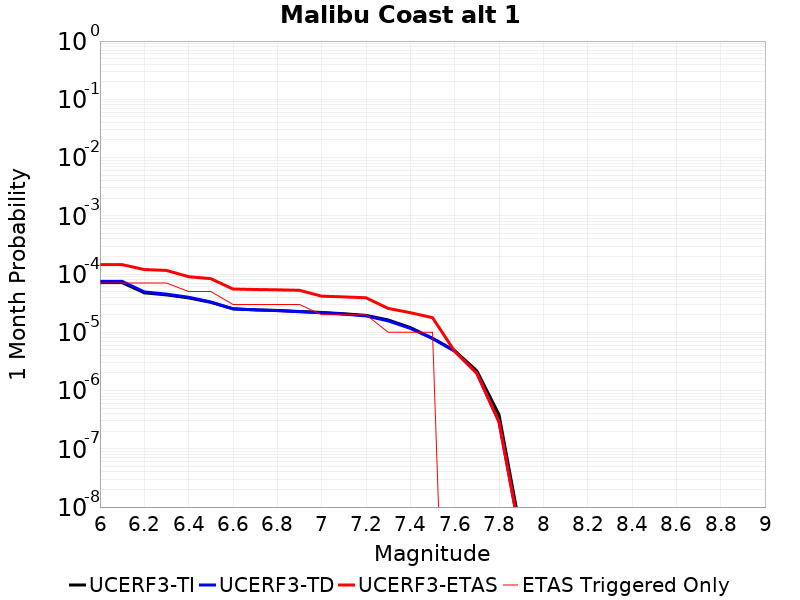 Malibu Coast alt 1
1 Month Probability
10^0
10^-1
10^-2
10^-3
10^-4
10^-5
10^-6
10^-7
10^-8
6 6.2 6.4 6.6 6.8 7 7.2 7.4 7.6 7.8 8 8.2 8.4 8.6 8.8 9
Magnitude
UCERF3-TI UCERF3-TD UCERF3-ETAS ETAS Triggered Only